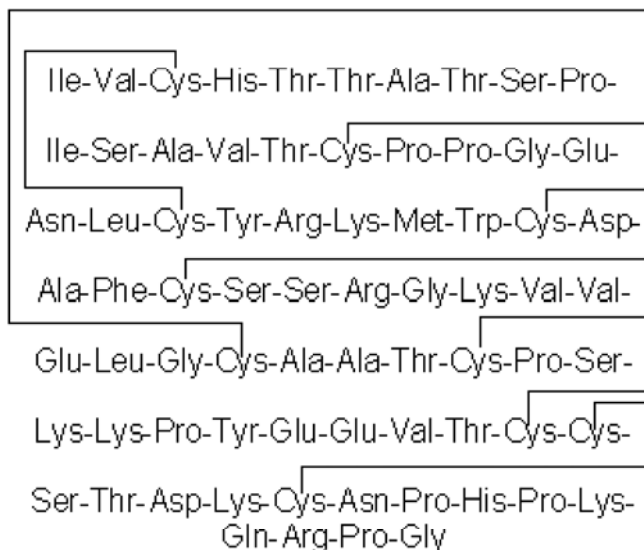 Ile-Val-Cys-His-Thr-Thr-Ala-Thr-Ser-Pro-
Ile-Ser-Ala-Val-Thr-Cys-Pro-Pro-Gly-Glu-
Asn-Leu-Cys-Tyr-Arg-Lys-Met-Trp-Cys-Asp-
Ala-Phe-Cys-Ser-Ser-Arg-Gly-Lys-Val-Val-
Glu-Leu-Gly-Cys-Ala-Ala-Thr-Cys-Pro-Ser-
Lys-Lys-Pro-Tyr-Glu-Glu-Val-Thr-Cys-Cys-
Ser-Thr-Asp-Lys-Cys-Asn-Pro-His-Pro-Lys-
Gln-Arg-Pro-Gly